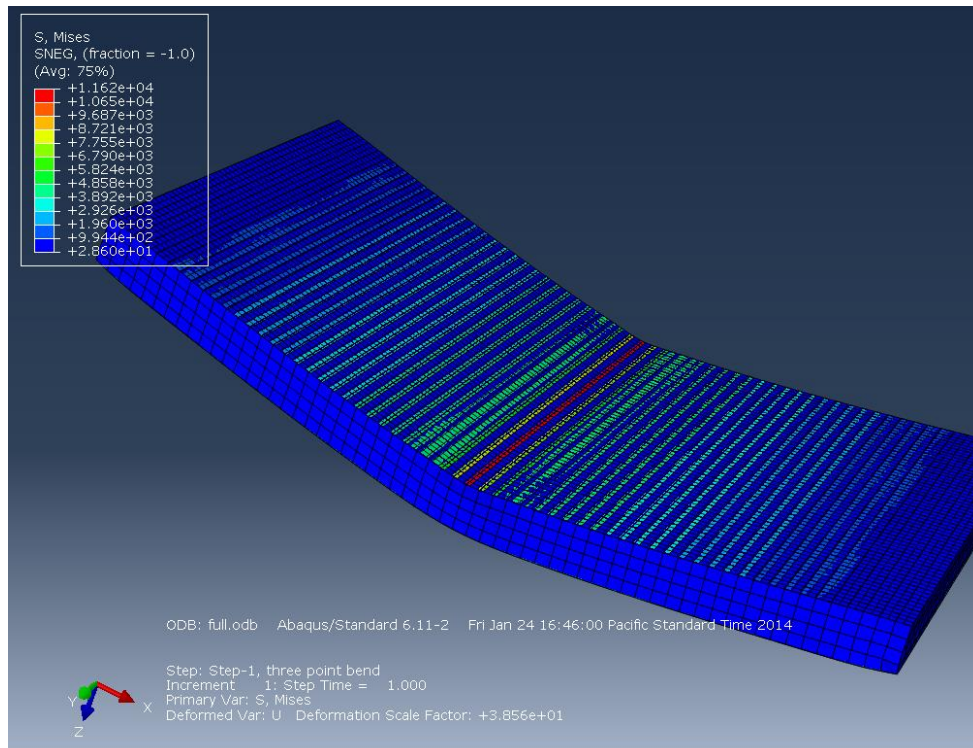 S, Mises
SNEG, (fraction = -1.0)
(Avg: 75%)
+1.162e+04
+1.065e+04
+9.687e+03
+8.721e+03
+7.755e+03
+6.790e+03
+5.824e+03
+4.858e+03
+3.892e+03
+2.926e+03
+1.960e+03
+9.944e+02
+2.860e+01
ODB: full.odb Abaqus/Standard 6.11-2 Fri Jan 24 16:46:00 Pacific Standard Time 2014
Step: Step-1, three point bend
Increment 1: Step Time = 1.000
Primary Var: S, Mises
Deformed Var: U Deformation Scale Factor: +3.856e+01
Y
X
Z